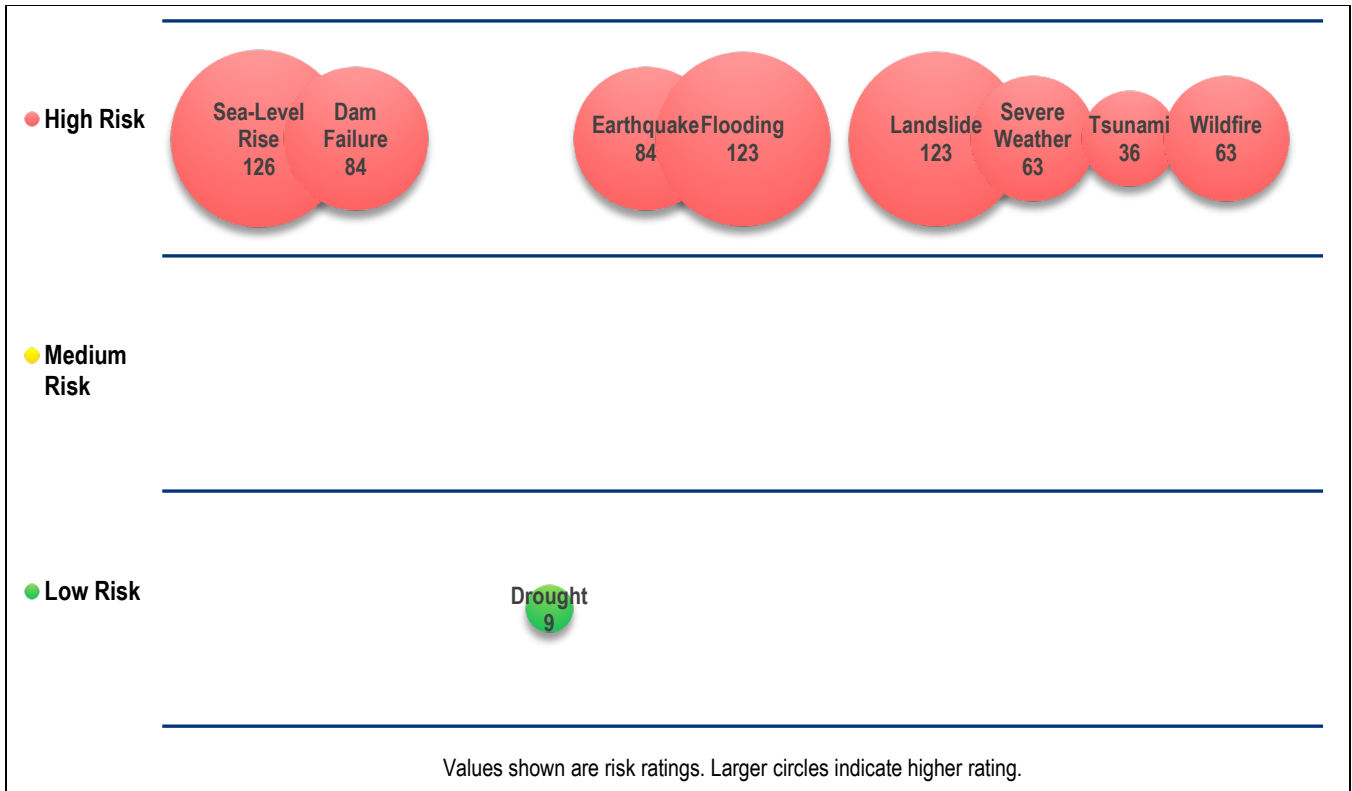 High Risk
Sea-Level
Rise
126
Dam
Failure
84
Earthquake
84
Flooding
123
Landslide
123
Severe
Weather
63
Tsunami
36
Wildfire
63
Medium
Risk
Low Risk
Drought
9
Values shown are risk ratings. Larger circles indicate higher rating.